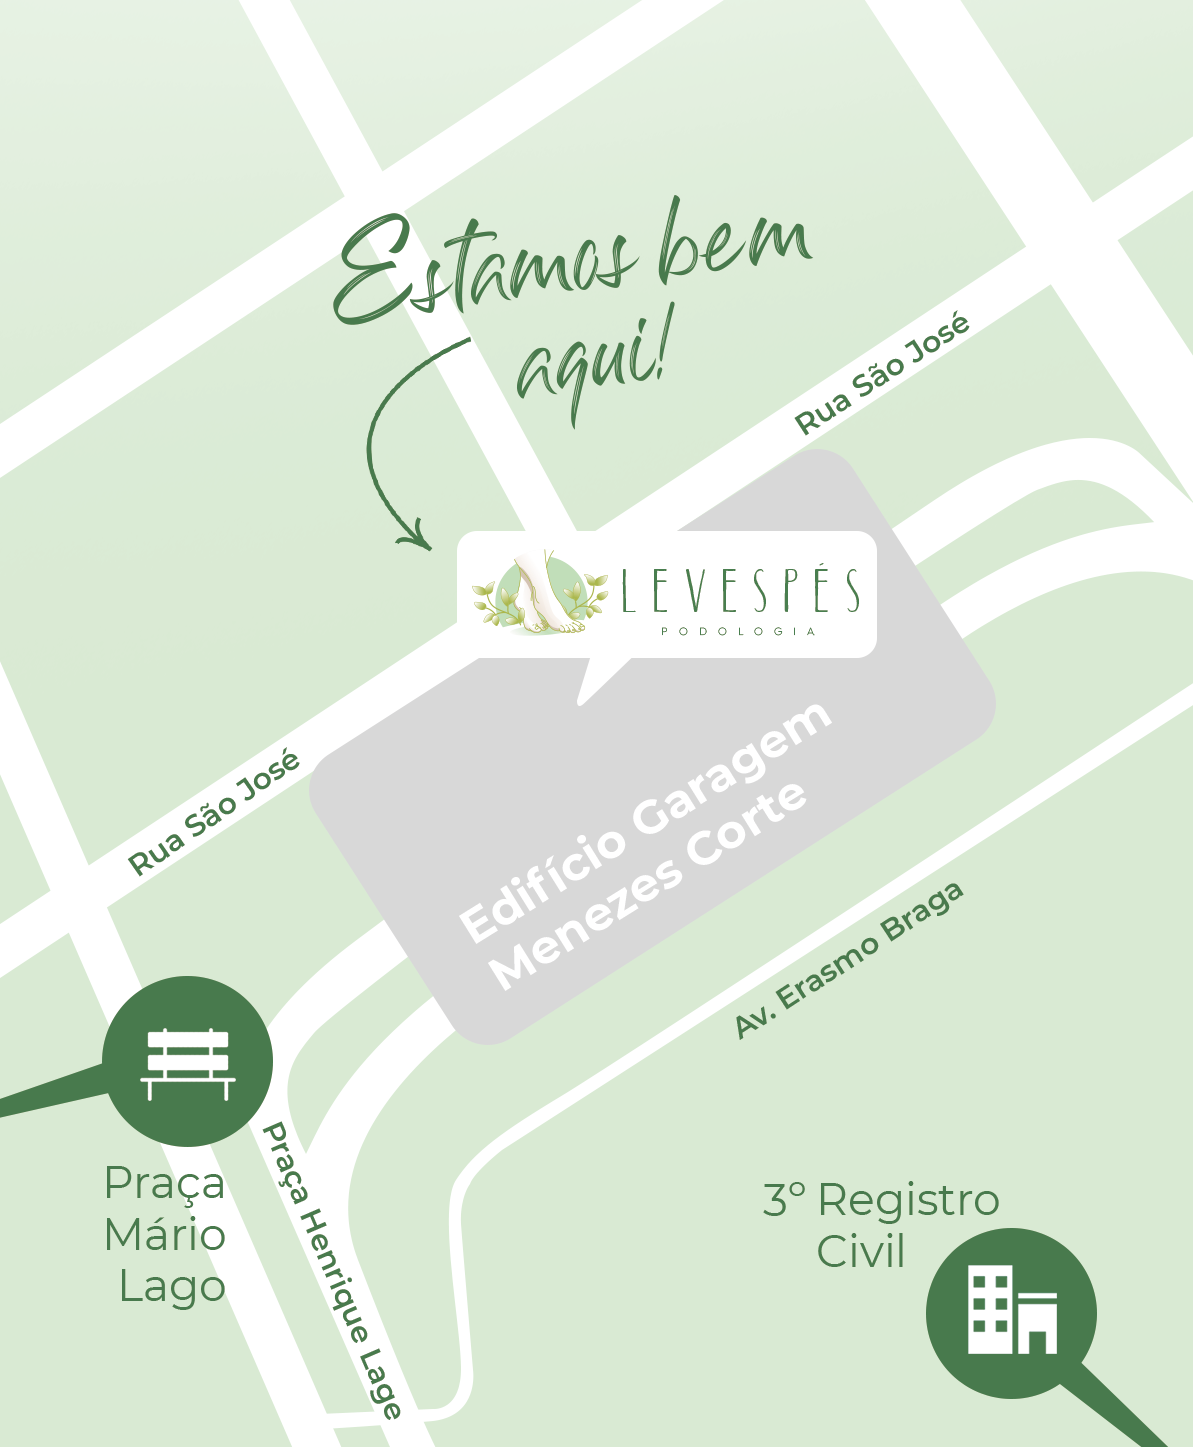 Estamos bem
aqui!
Rua São José
LEVESPÉS
PODOLOGIA
Edifício Garagem
Menezes Corte
Rua São José
Av. Erasmo Braga
Praça
Mário
Lago
Praça Henrique Lage
3º Registro
Civil